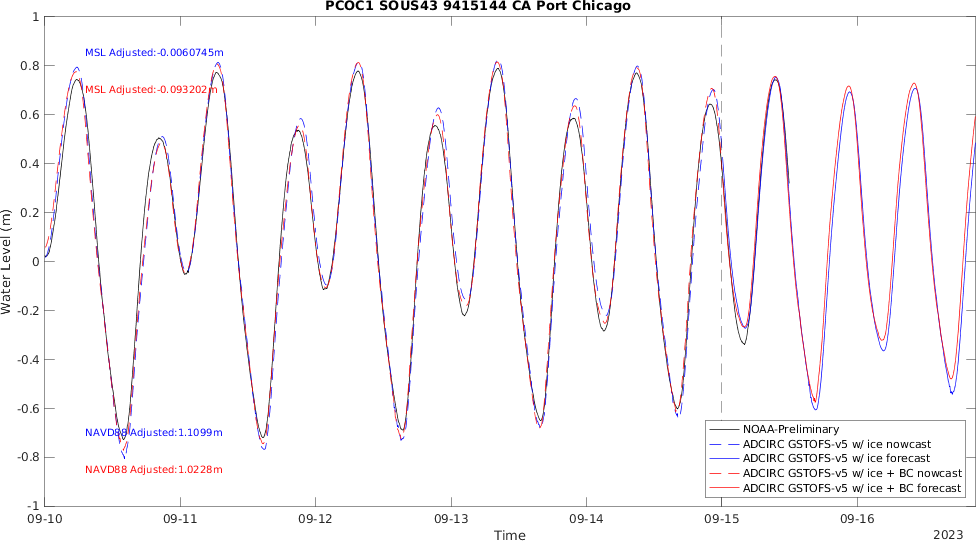 PCOC1 SOUS43 9415144 CA Port Chicago
1
0.8
0.6
0.4
0.2
0
-0.2
-0.4
-0.6
-0.8
-1
Water Level (m)
MSL Adjusted:-0.0060745m
MSL Adjusted:-0.093202m
NAVD88 Adjusted:1.1099m
NAVD88 Adjusted:1.0228m
NOAA-Preliminary
ADCIRC GSTOFS-v5 w/ ice nowcast
ADCIRC GSTOFS-v5 w/ ice forecast
ADCIRC GSTOFS-v5 w/ ice + BC nowcast
ADCIRC GSTOFS-v5 w/ ice + BC forecast
09-10 09-11 09-12 09-13 09-14 09-15 09-16
Time
2023